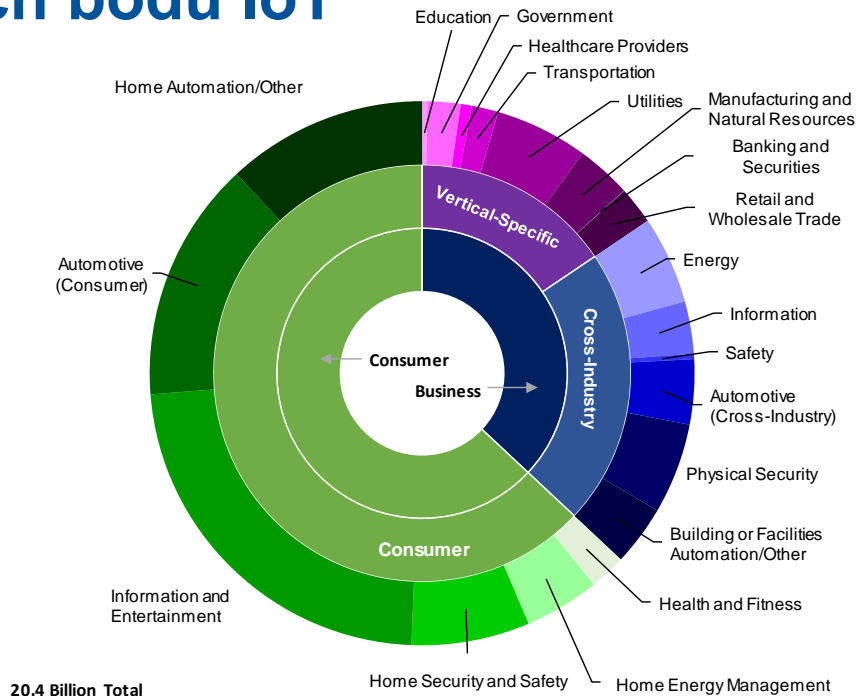 bodu IoT
Education
Government
Healthcare Providers
Transportation
Home Automation/Other
Utilities
Manufacturing and
Natural Resources
Banking and
Securities
Retail and
Wholesale Trade
Vertical-Specific
Energy
Automotive
(Consumer)
Information
Cross-Industry
Safety
Consumer
Business
Automotive
(Cross-Industry)
Physical Security
Building or Facilities
Automation/Other
Consumer
Information and
Entertainment
Health and Fitness
Home Security and Safety
Home Energy Management
20.4 Billion Total